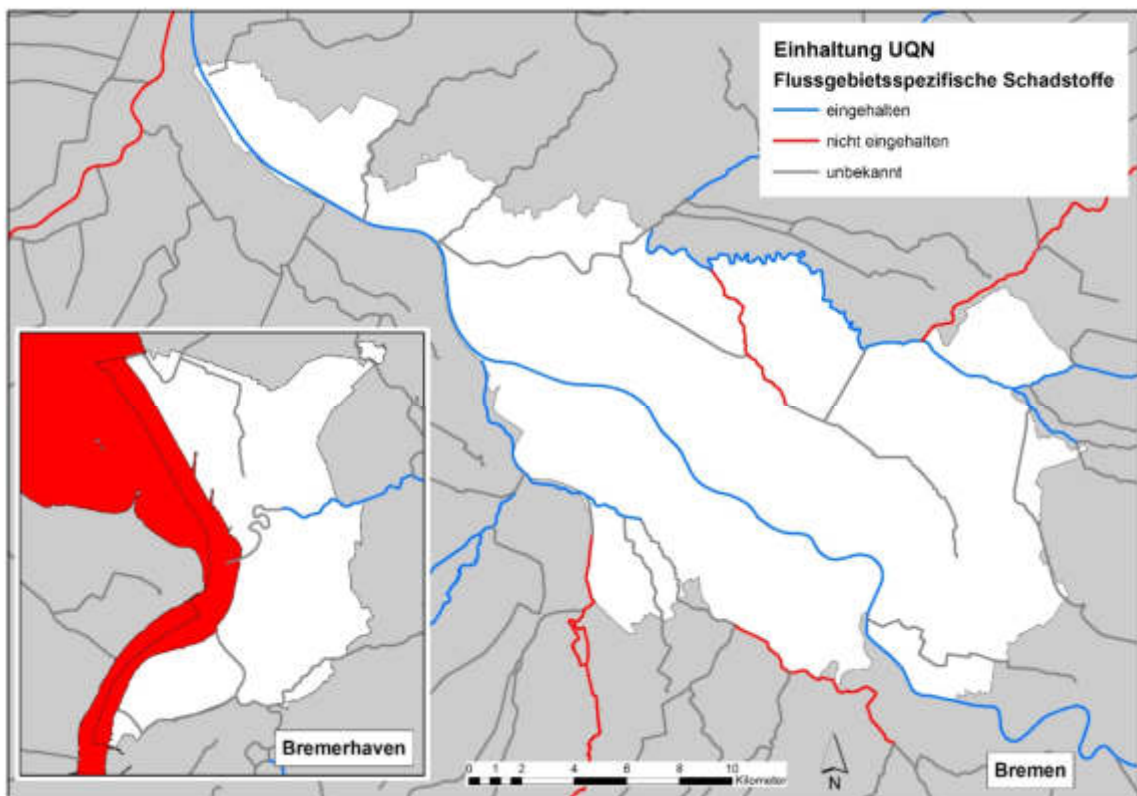 Einhaltung UQN
Flussgebietsspezifische Schadstoffe
eingehalten
nicht eingehalten
unbekannt
Bremerhaven
0 1 2 4 6 8 10
Kilometer
N
Bremen